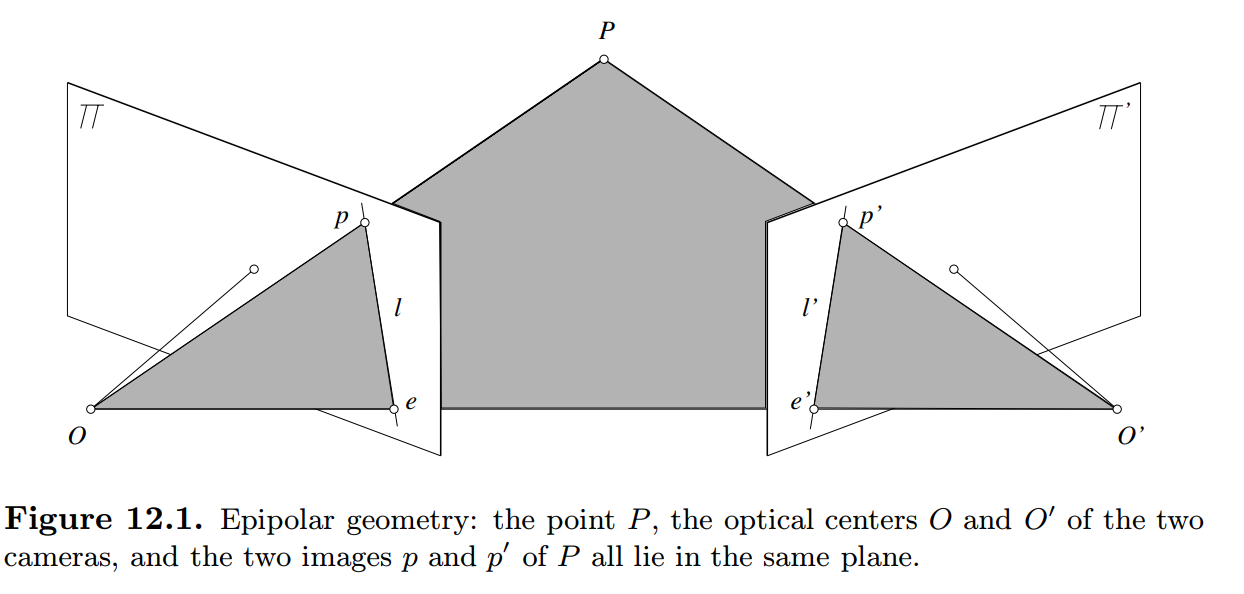 P
Π
Π’
p
p’
l
l’
e
e’
O
O’
Figure 12.1. Epipolar geometry: the point P, the optical centers O and O′ of the two
cameras, and the two images p and p′ of P all lie in the same plane.